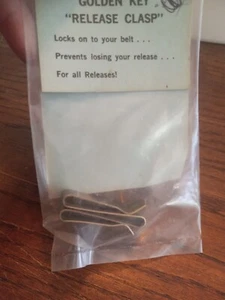 GOLDEN KEY
"RELEASE CLASP"
Locks on to your belt . . .
Prevents losing your release . . .
For all Releases!